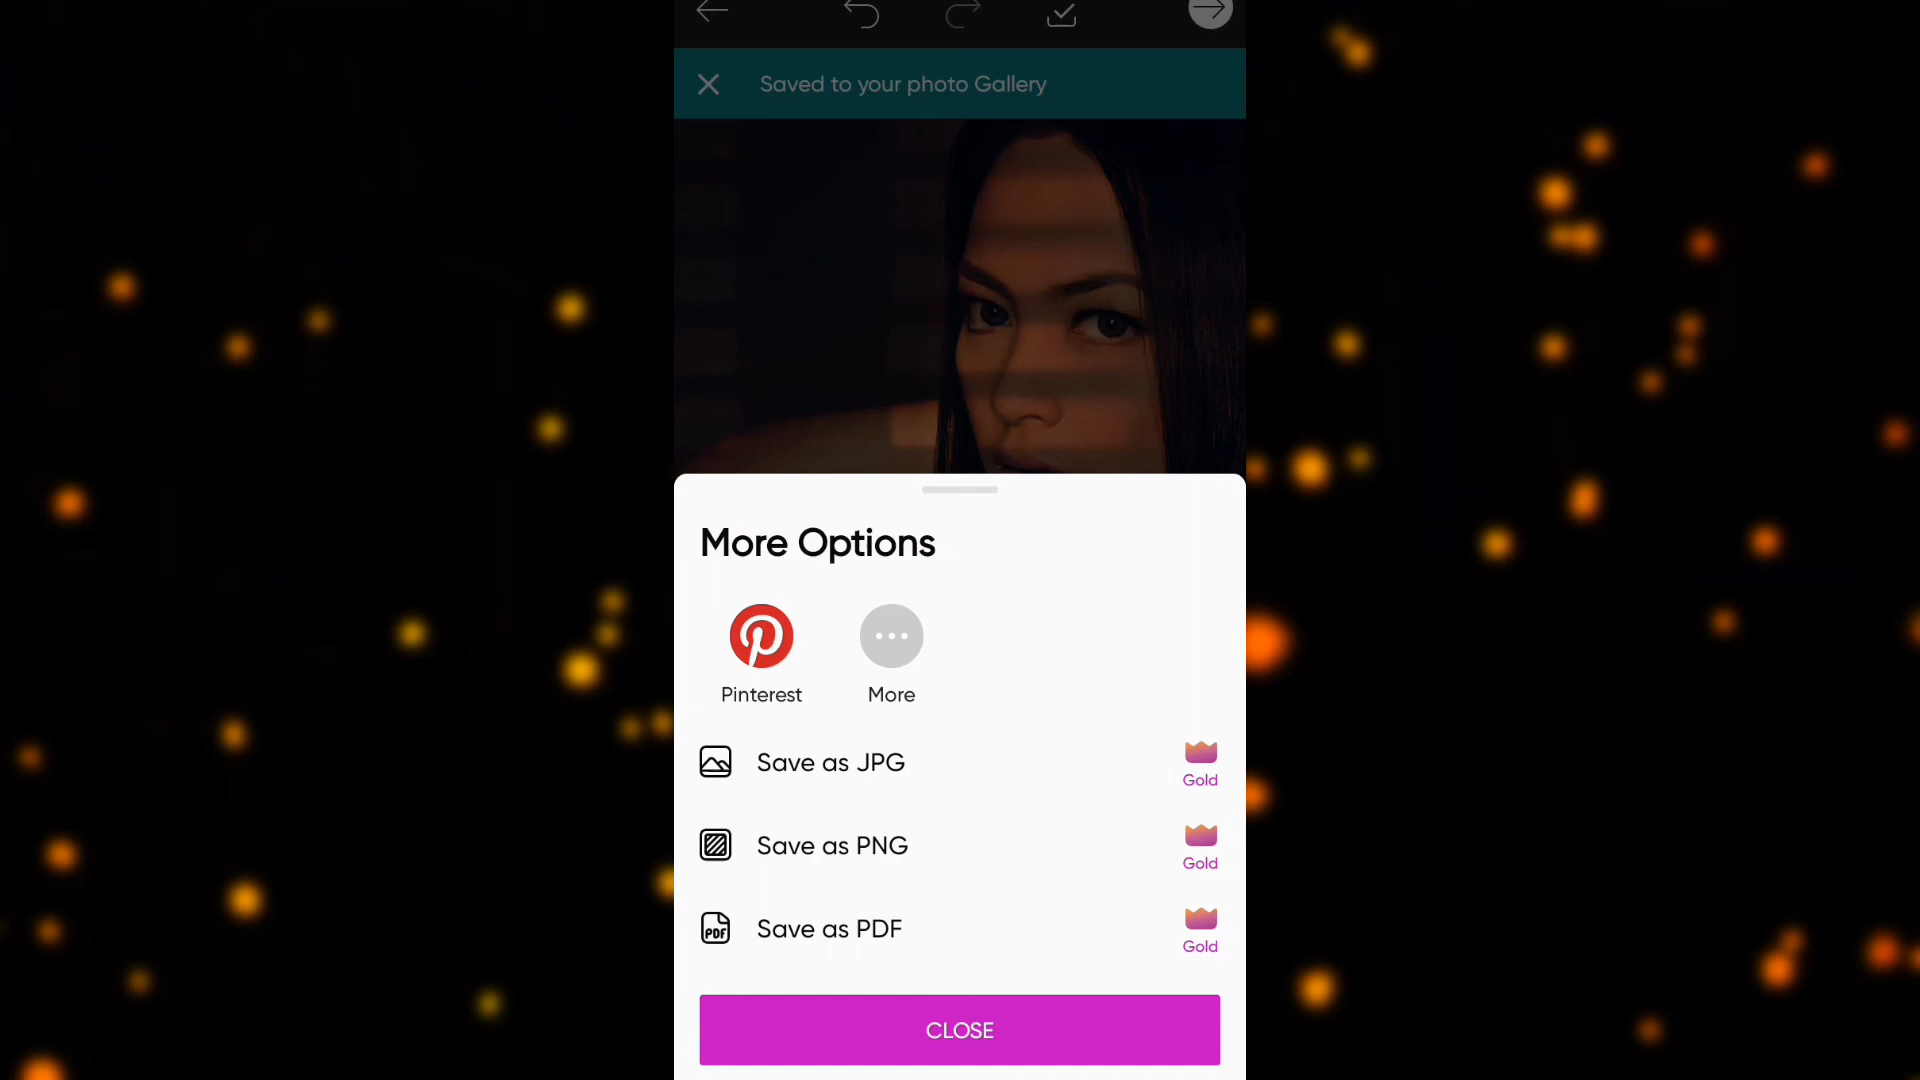 Saved to your photo Gallery
More Options
Pinterest
More
Save as JPG
Gold
Save as PNG
Gold
PDF
Save as PDF
Gold
CLOSE